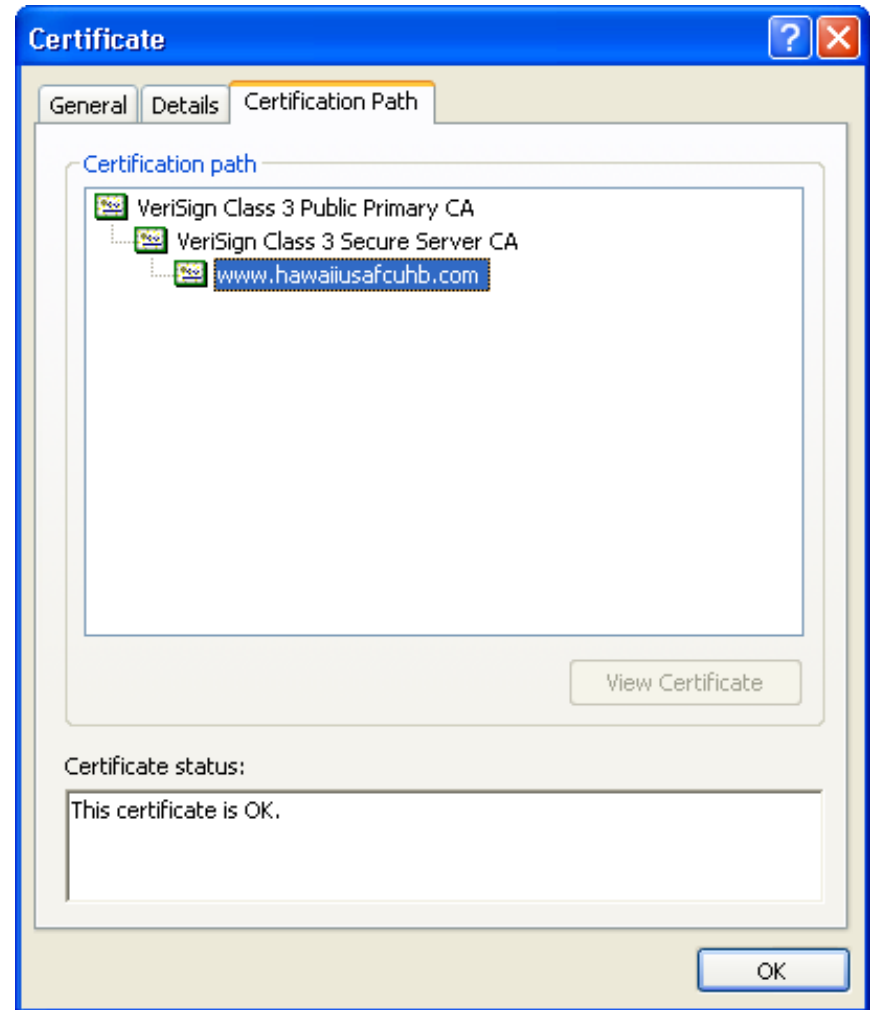 Certificate
General Details Certification Path
Certification path
VeriSign Class 3 Public Primary CA
VeriSign Class 3 Secure Server CA
www.hawaiiusafcuhb.com
View Certificate
Certificate status:
This certificate is OK.
OK